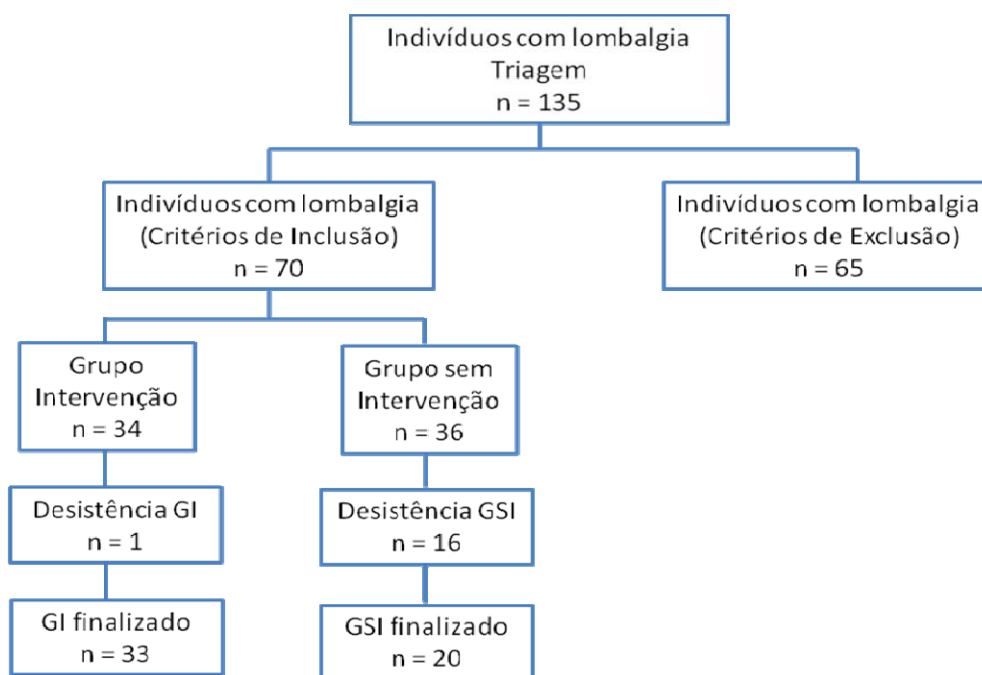 Indivíduos com lombalgia
Triagem
n = 135
Indivíduos com lombalgia
(Critérios de Inclusão)
n = 70
Indivíduos com lombalgia
(Critérios de Exclusão)
n = 65
Grupo
Intervenção
n = 34
Grupo sem
Intervenção
n = 36
Desistência GI
n = 1
Desistência GSI
n = 16
GI finalizado
n = 33
GSI finalizado
n = 20